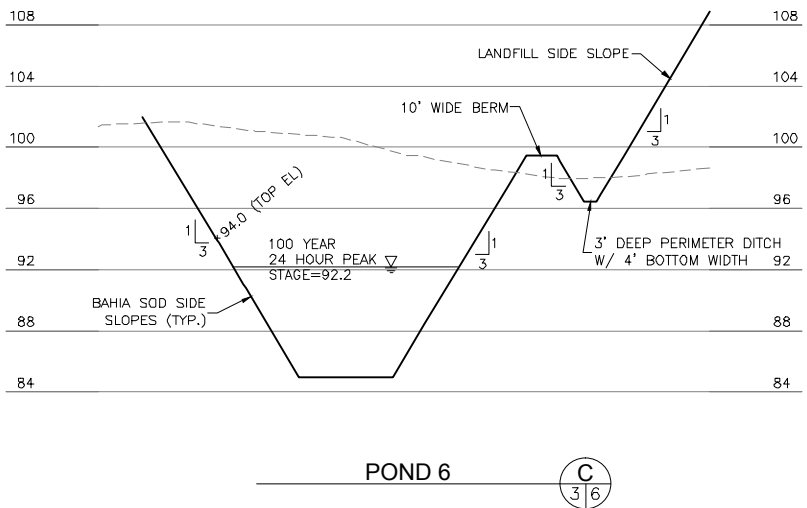 108
108
LANDFILL SIDE SLOPE
104
104
10' WIDE BERM
1
3
100
100
1
3
96
96
1
3
94.0 (TOP EL)
100 YEAR
24 HOUR PEAK
STAGE=92.2
1
3
3' DEEP PERIMETER DITCH
W/ 4' BOTTOM WIDTH
92
92
BAHIA SOD SIDE
SLOPES (TYP.)
88
88
84
84
POND 6
C
3 6